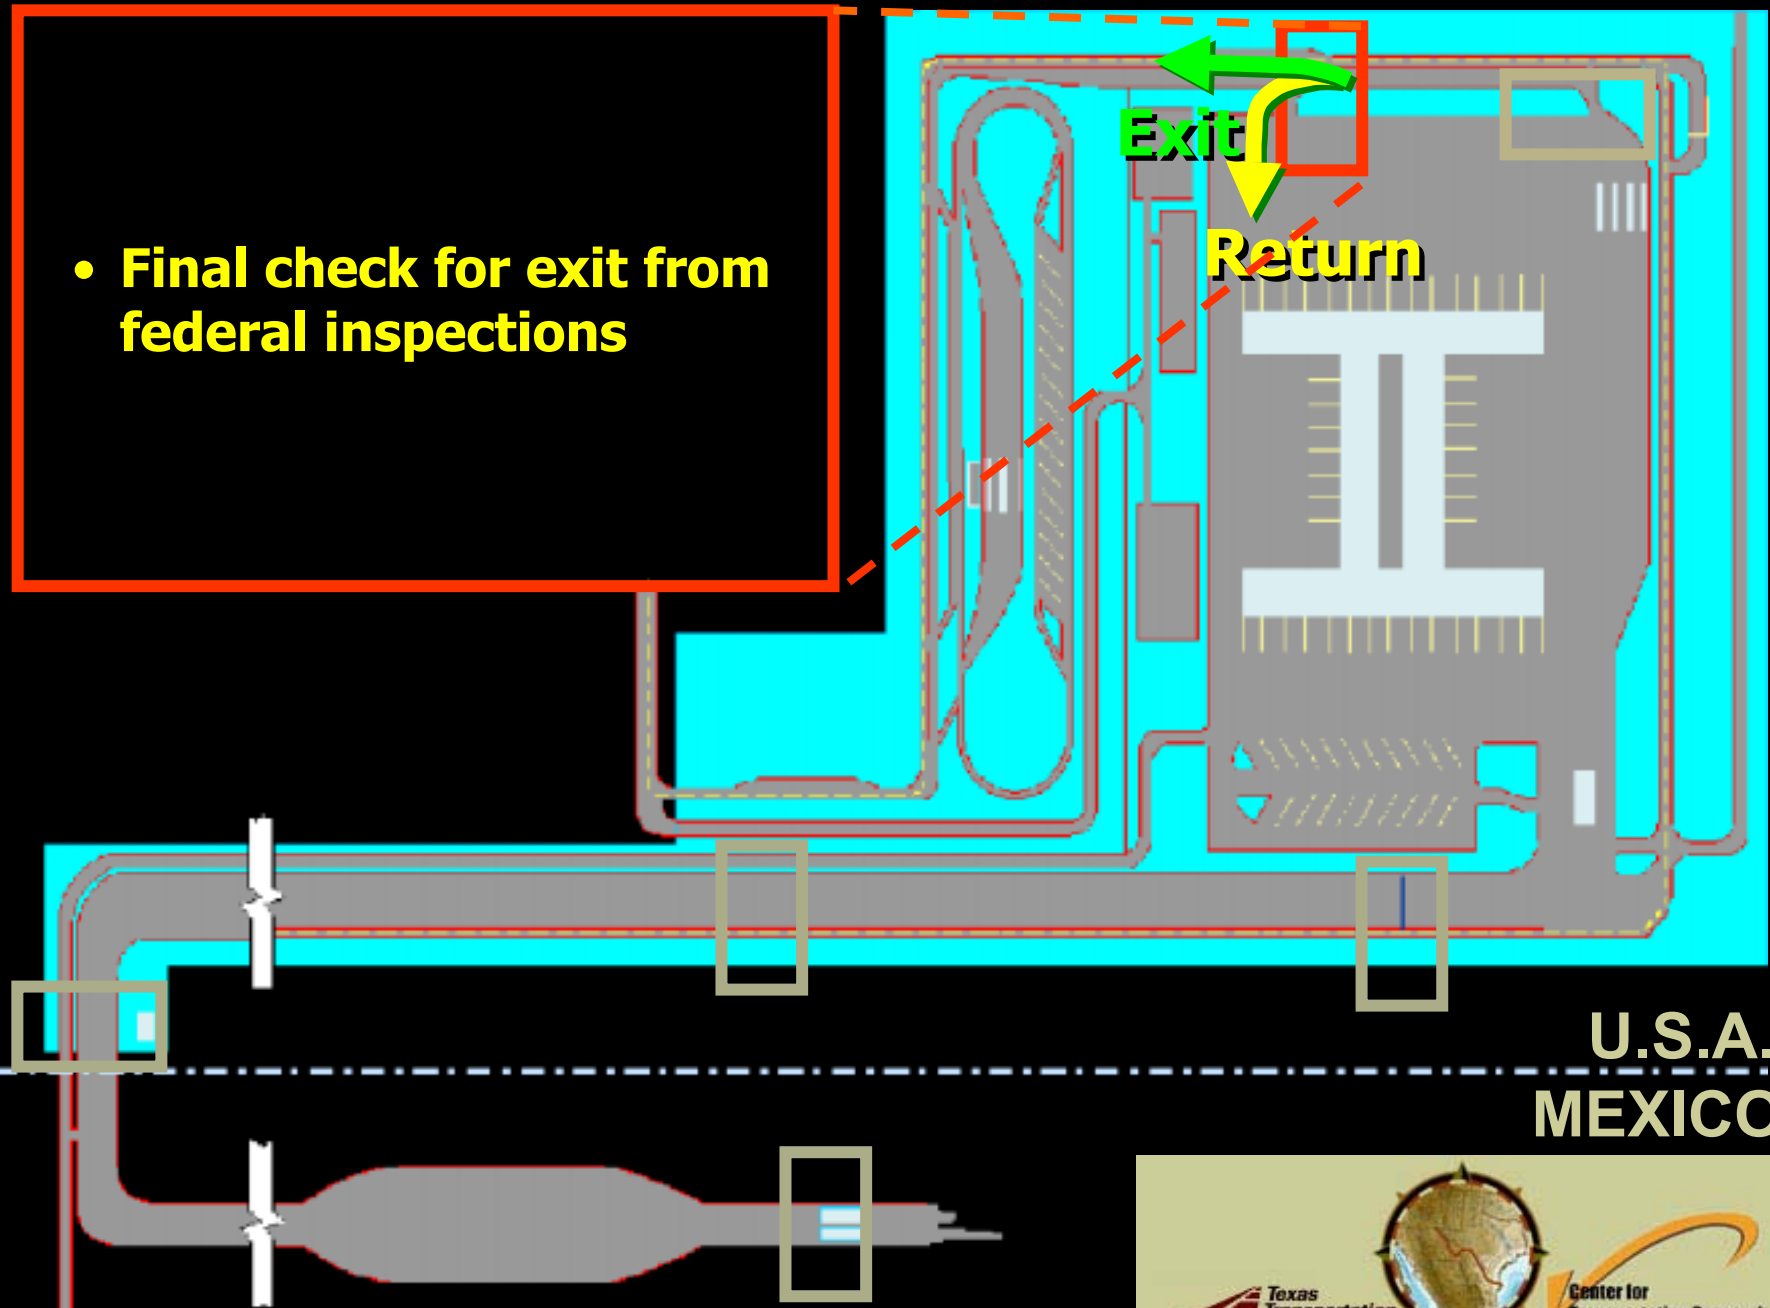 • Final check for exit from
federal inspections
Exit
Return
U.S.A.
MEXICO
Texas
Center for